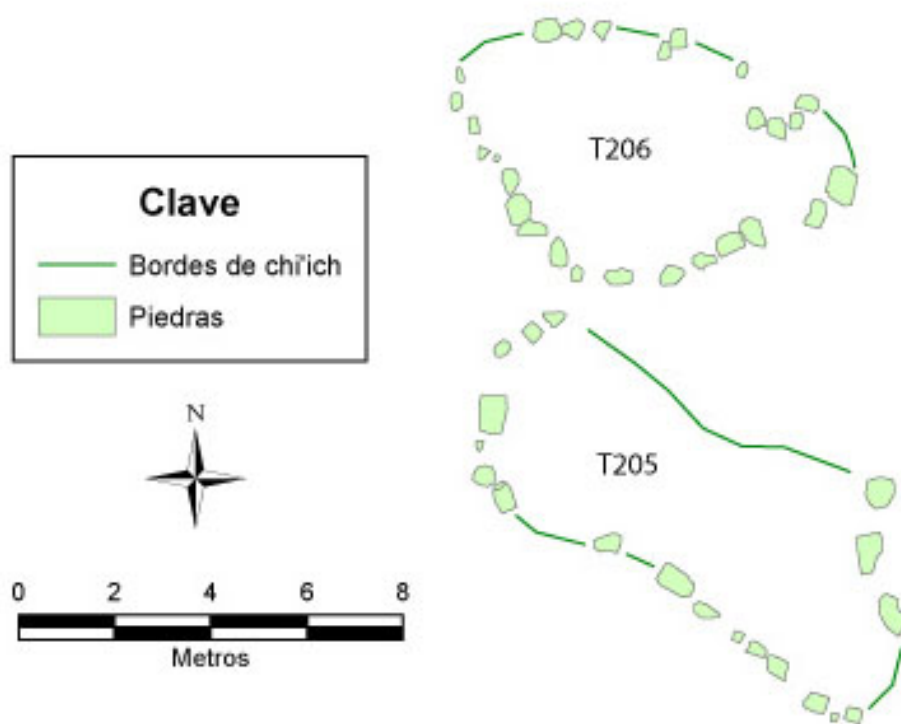 T206
Clave
Bordes de chi'ich
Piedras
N
T205
0 2 4 6 8
Metros